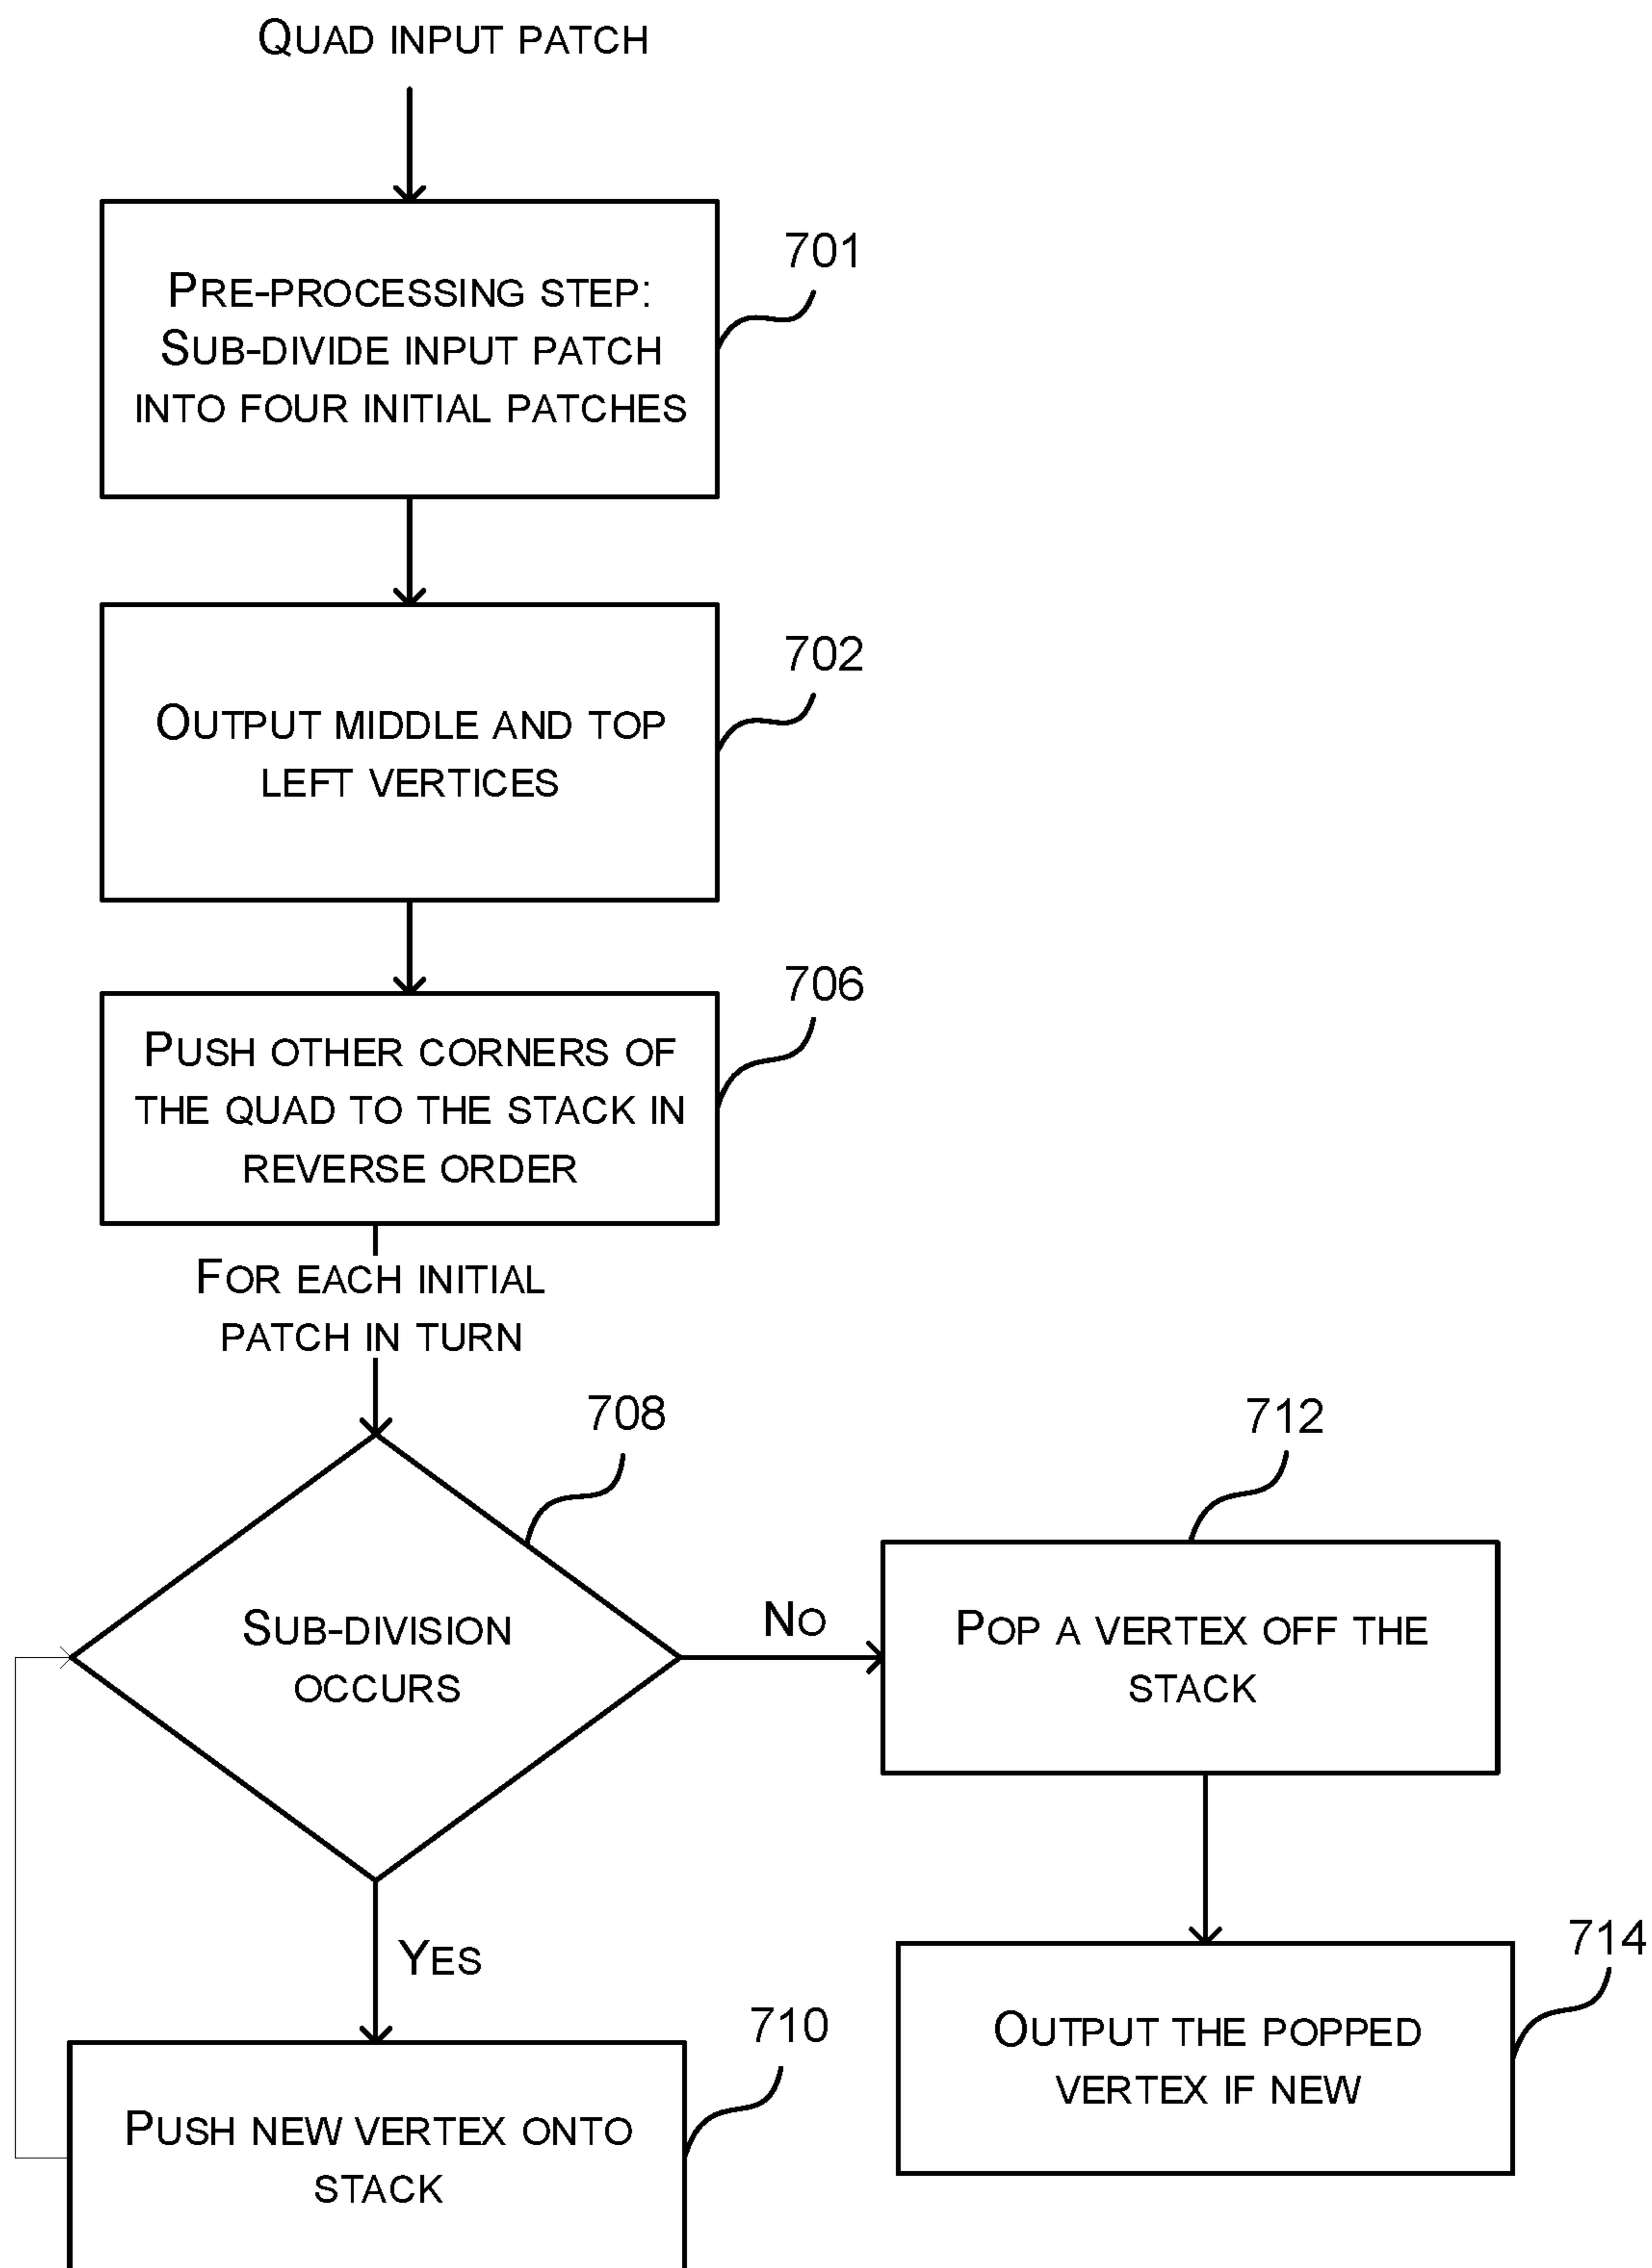 QUAD INPUT PATCH
701
PRE-PROCESSING STEP:
SUB-DIVIDE INPUT PATCH
INTO FOUR INITIAL PATCHES
702
OUTPUT MIDDLE AND TOP
LEFT VERTICES
706
PUSH OTHER CORNERS OF
THE QUAD TO THE STACK IN
REVERSE ORDER
FOR EACH INITIAL
PATCH IN TURN
708
SUB-DIVISION
OCCURS
NO
712
POP A VERTEX OFF THE
STACK
YES
710
PUSH NEW VERTEX ONTO
STACK
714
OUTPUT THE POPPED
VERTEX IF NEW